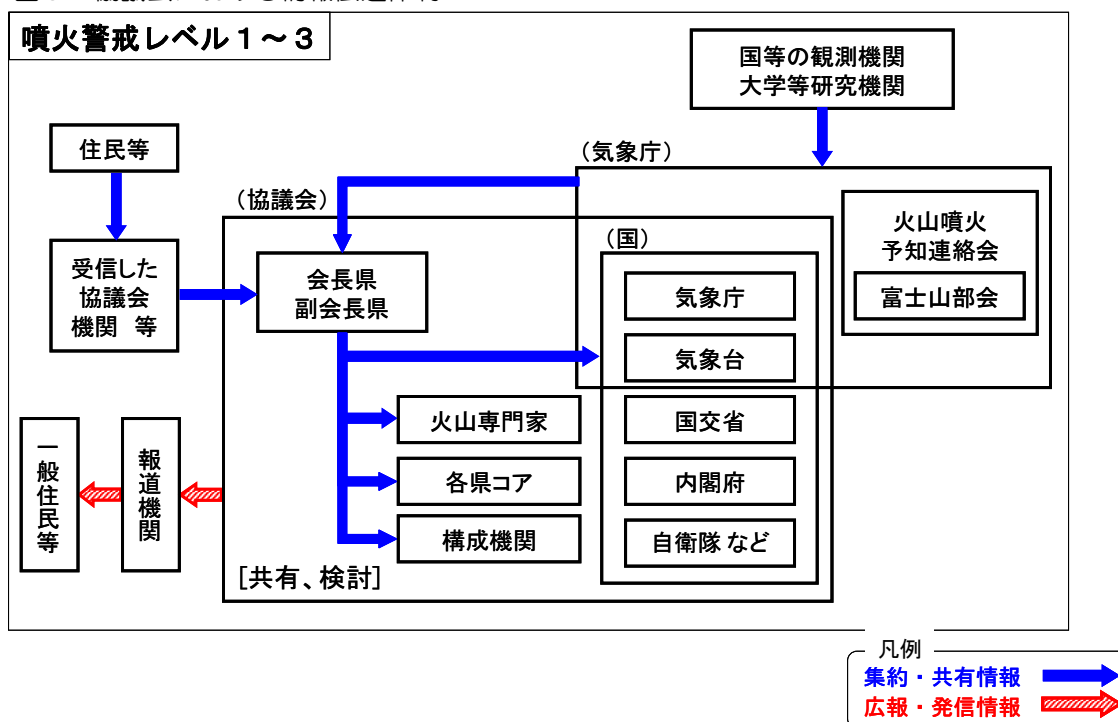 噴火警戒レベル１～３
国等の観測機関
大学等研究機関
住民等
（気象庁）
（協議会）
受信した
協議会
機関　等
会長県
副会長県
（国）
気象庁
気象台
国交省
内閣府
自衛隊 など
火山噴火
予知連絡会
富士山部会
火山専門家
各県コア
構成機関
[共有、検討]
報道機関
一般住民等
凡例
集約・共有情報
広報・発信情報